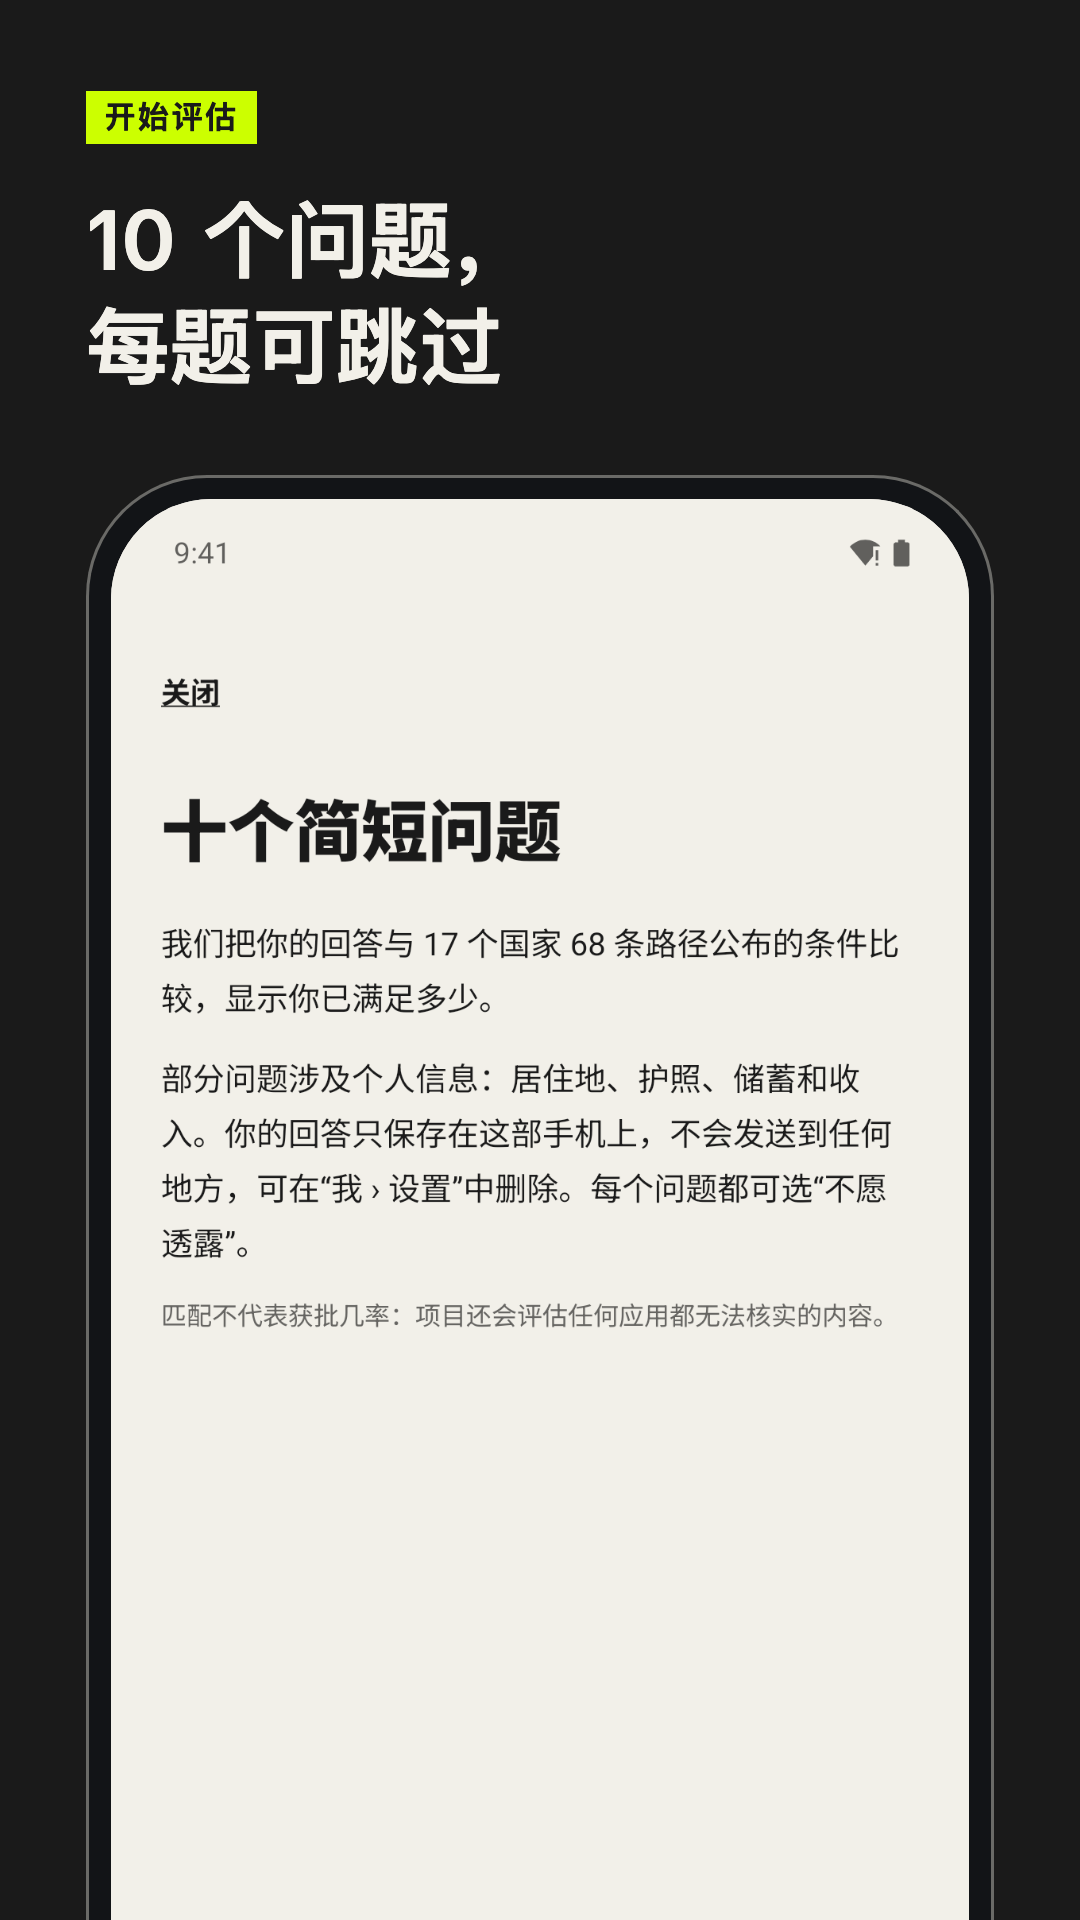 开始评估
10 个问题,
每题可跳过
9:41
关闭
十个简短问题
我们把你的回答与 17 个国家 68 条路径公布的条件比
较，显示你已满足多少。
部分问题涉及个人信息：居住地、护照、储蓄和收
入。你的回答只保存在这部手机上，不会发送到任何
地方，可在“我 › 设置”中删除。每个问题都可选“不愿
透露”。
匹配不代表获批几率：项目还会评估任何应用都无法核实的内容。